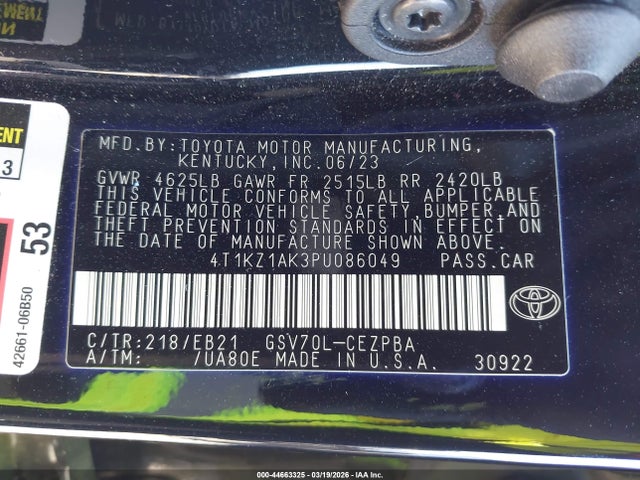 MFD. BY: TOYOTA MOTOR MANUFACTURING,
KENTUCKY, INC. 06/23
GVWR 4625LB GAWR FR 2515LB RR 2420LB
THIS VEHICLE CONFORMS TO ALL APPLICABLE
FEDERAL MOTOR VEHICLE SAFETY, BUMPER, AND
THEFT PREVENTION STANDARDS IN EFFECT ON
THE DATE OF MANUFACTURE SHOWN ABOVE.
4T1KZ1AK3PU086049 PASS. CAR
C/TR: 218/EB21 GSV70L-CEZPBA
A/TM: /UA80E MADE IN U.S.A. 30922
53
42661-06B50
000-44663325 - 03/19/2026 - IAA Inc.